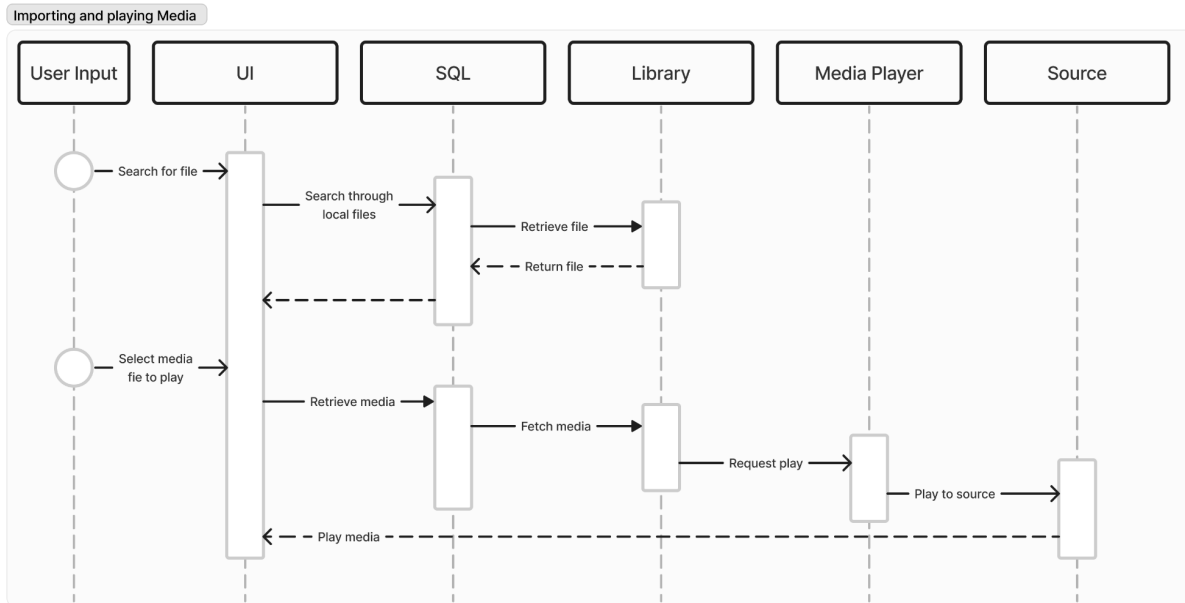 Importing and playing Media
User Input
UI
SQL
Library
Media Player
Source
Search for file
Search through
local files
Retrieve file
Return file
Select media
fie to play
Retrieve media
Fetch media
Request play
Play to source
Play media